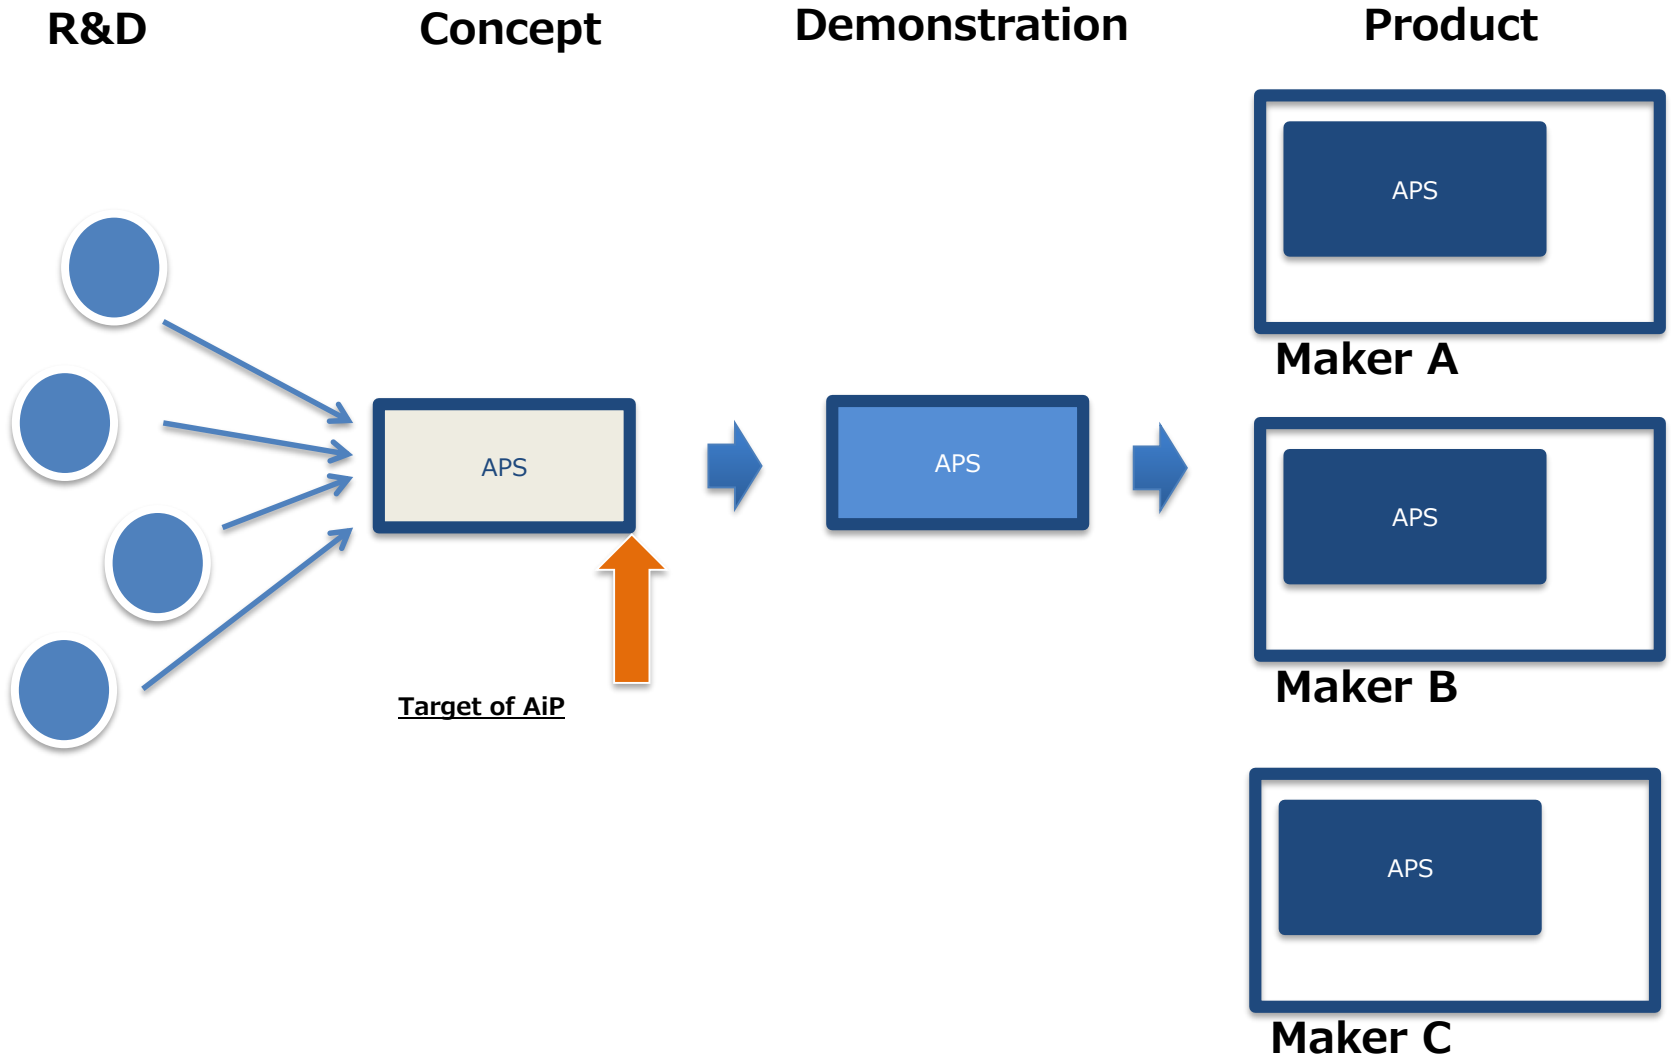 R&D
Concept
Demonstration
Product
APS
Maker A
APS
APS
APS
Maker B
Target of AiP
APS
Maker C